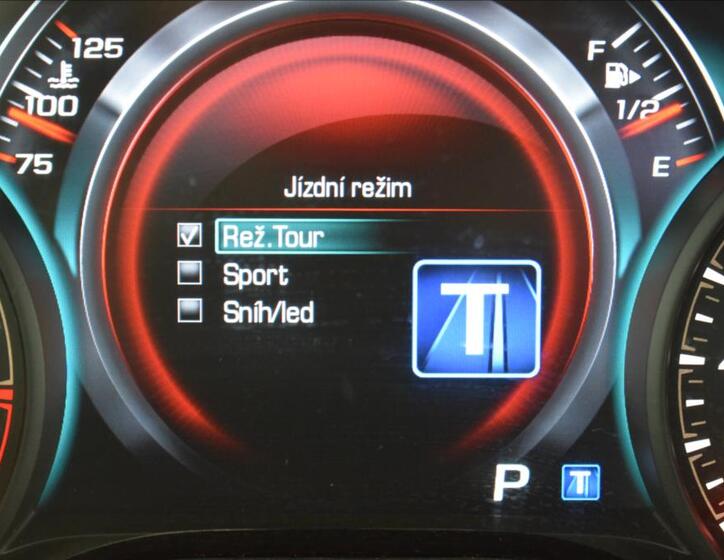 125
100
75
F
1/2
E
Jízdní režim
Rež.Tour
Sport
Sníh/led
T
P T